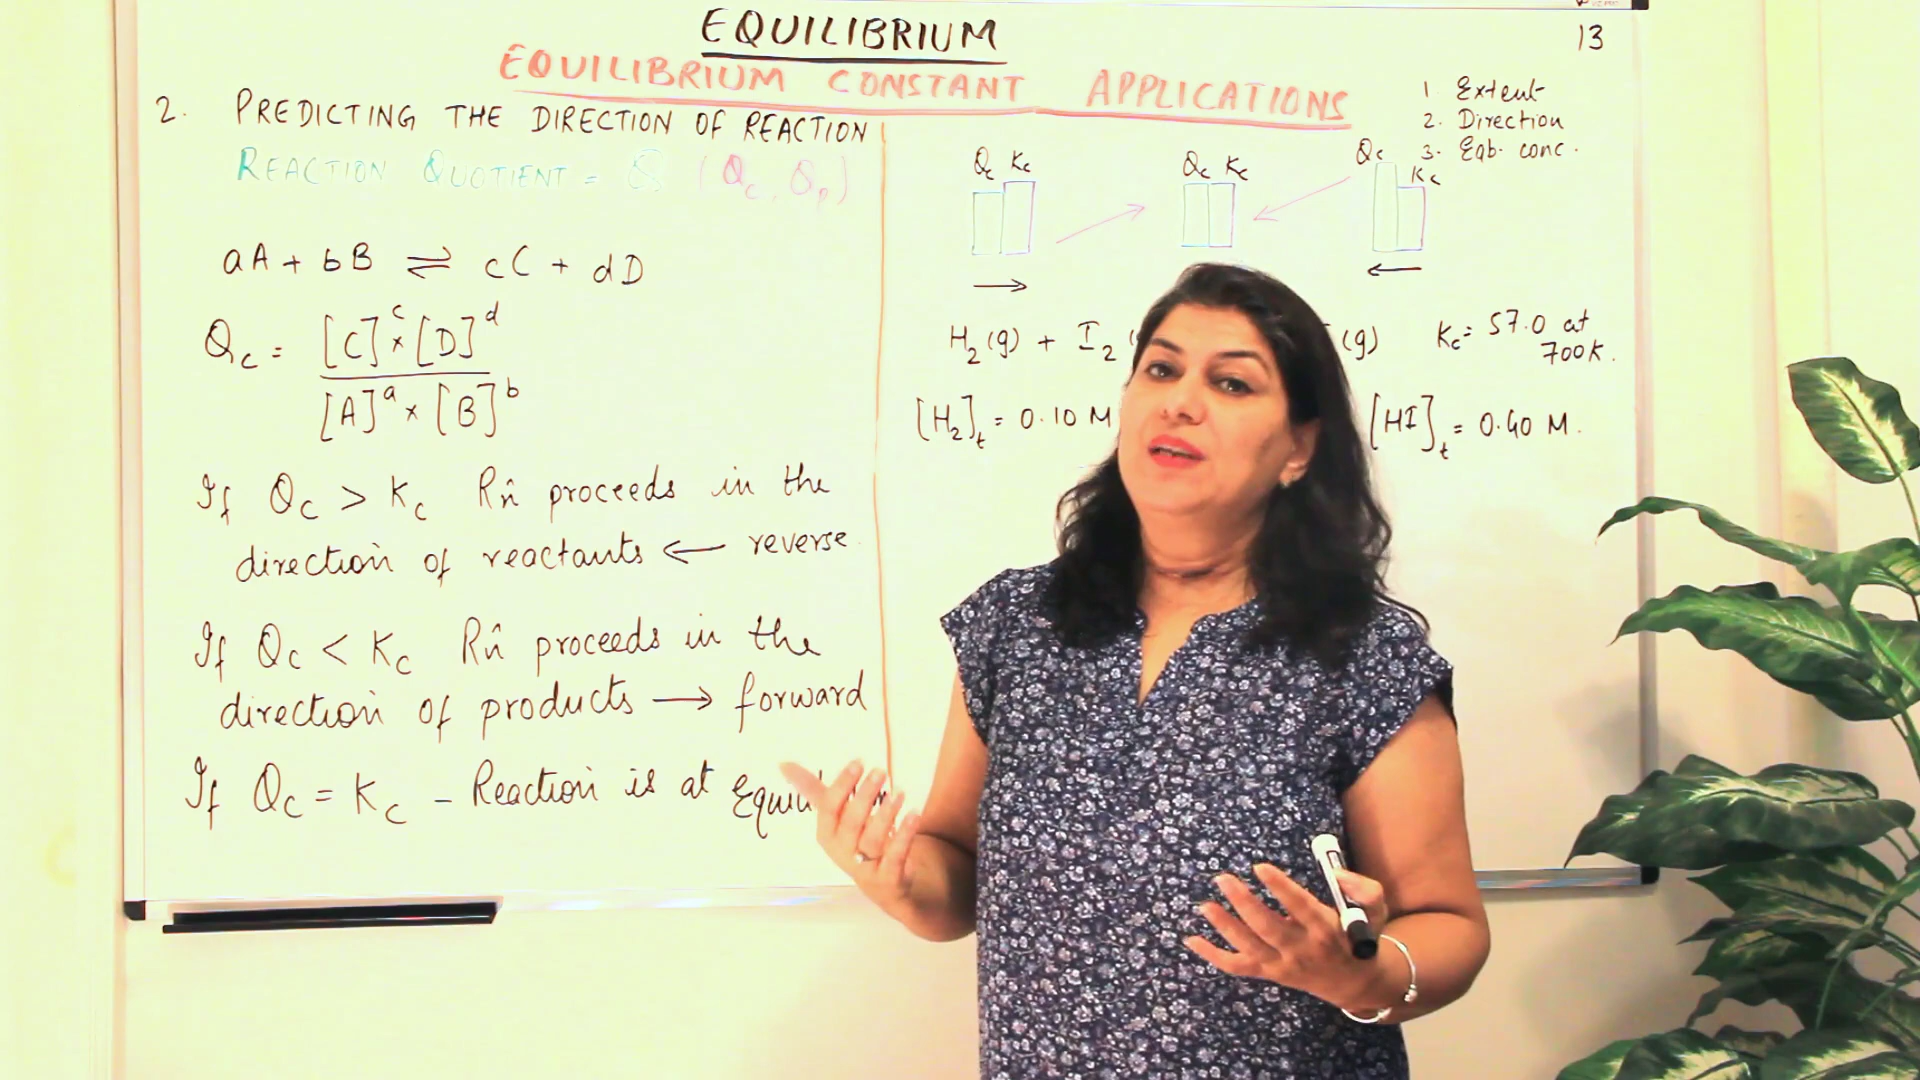 EQUILIBRIUM
13
EQUILIBRIUM CONSTANT APPLICATIONS
2. PREDICTING THE DIRECTION OF REACTION
REACTION QUOTIENT = Q (Qc, Qp)
aA + bB ⇌ cC + dD
Qc = [C]^c × [D]^d
[A]^a × [B]^b
If Qc > Kc Rn̂ proceeds in the
direction of reactants ← reverse
If Qc < Kc Rn̂ proceeds in the
direction of products → forward
If Qc = Kc – Reaction is at
1 Extent
2. Direction
3. Eqb. conc.
Qc Kc
Qc Kc
Qc Kc
H2(g) + I2 (g) Kc = 57.0 at
700K.
[H2]t = 0.10 M [HI]t = 0.40 M.